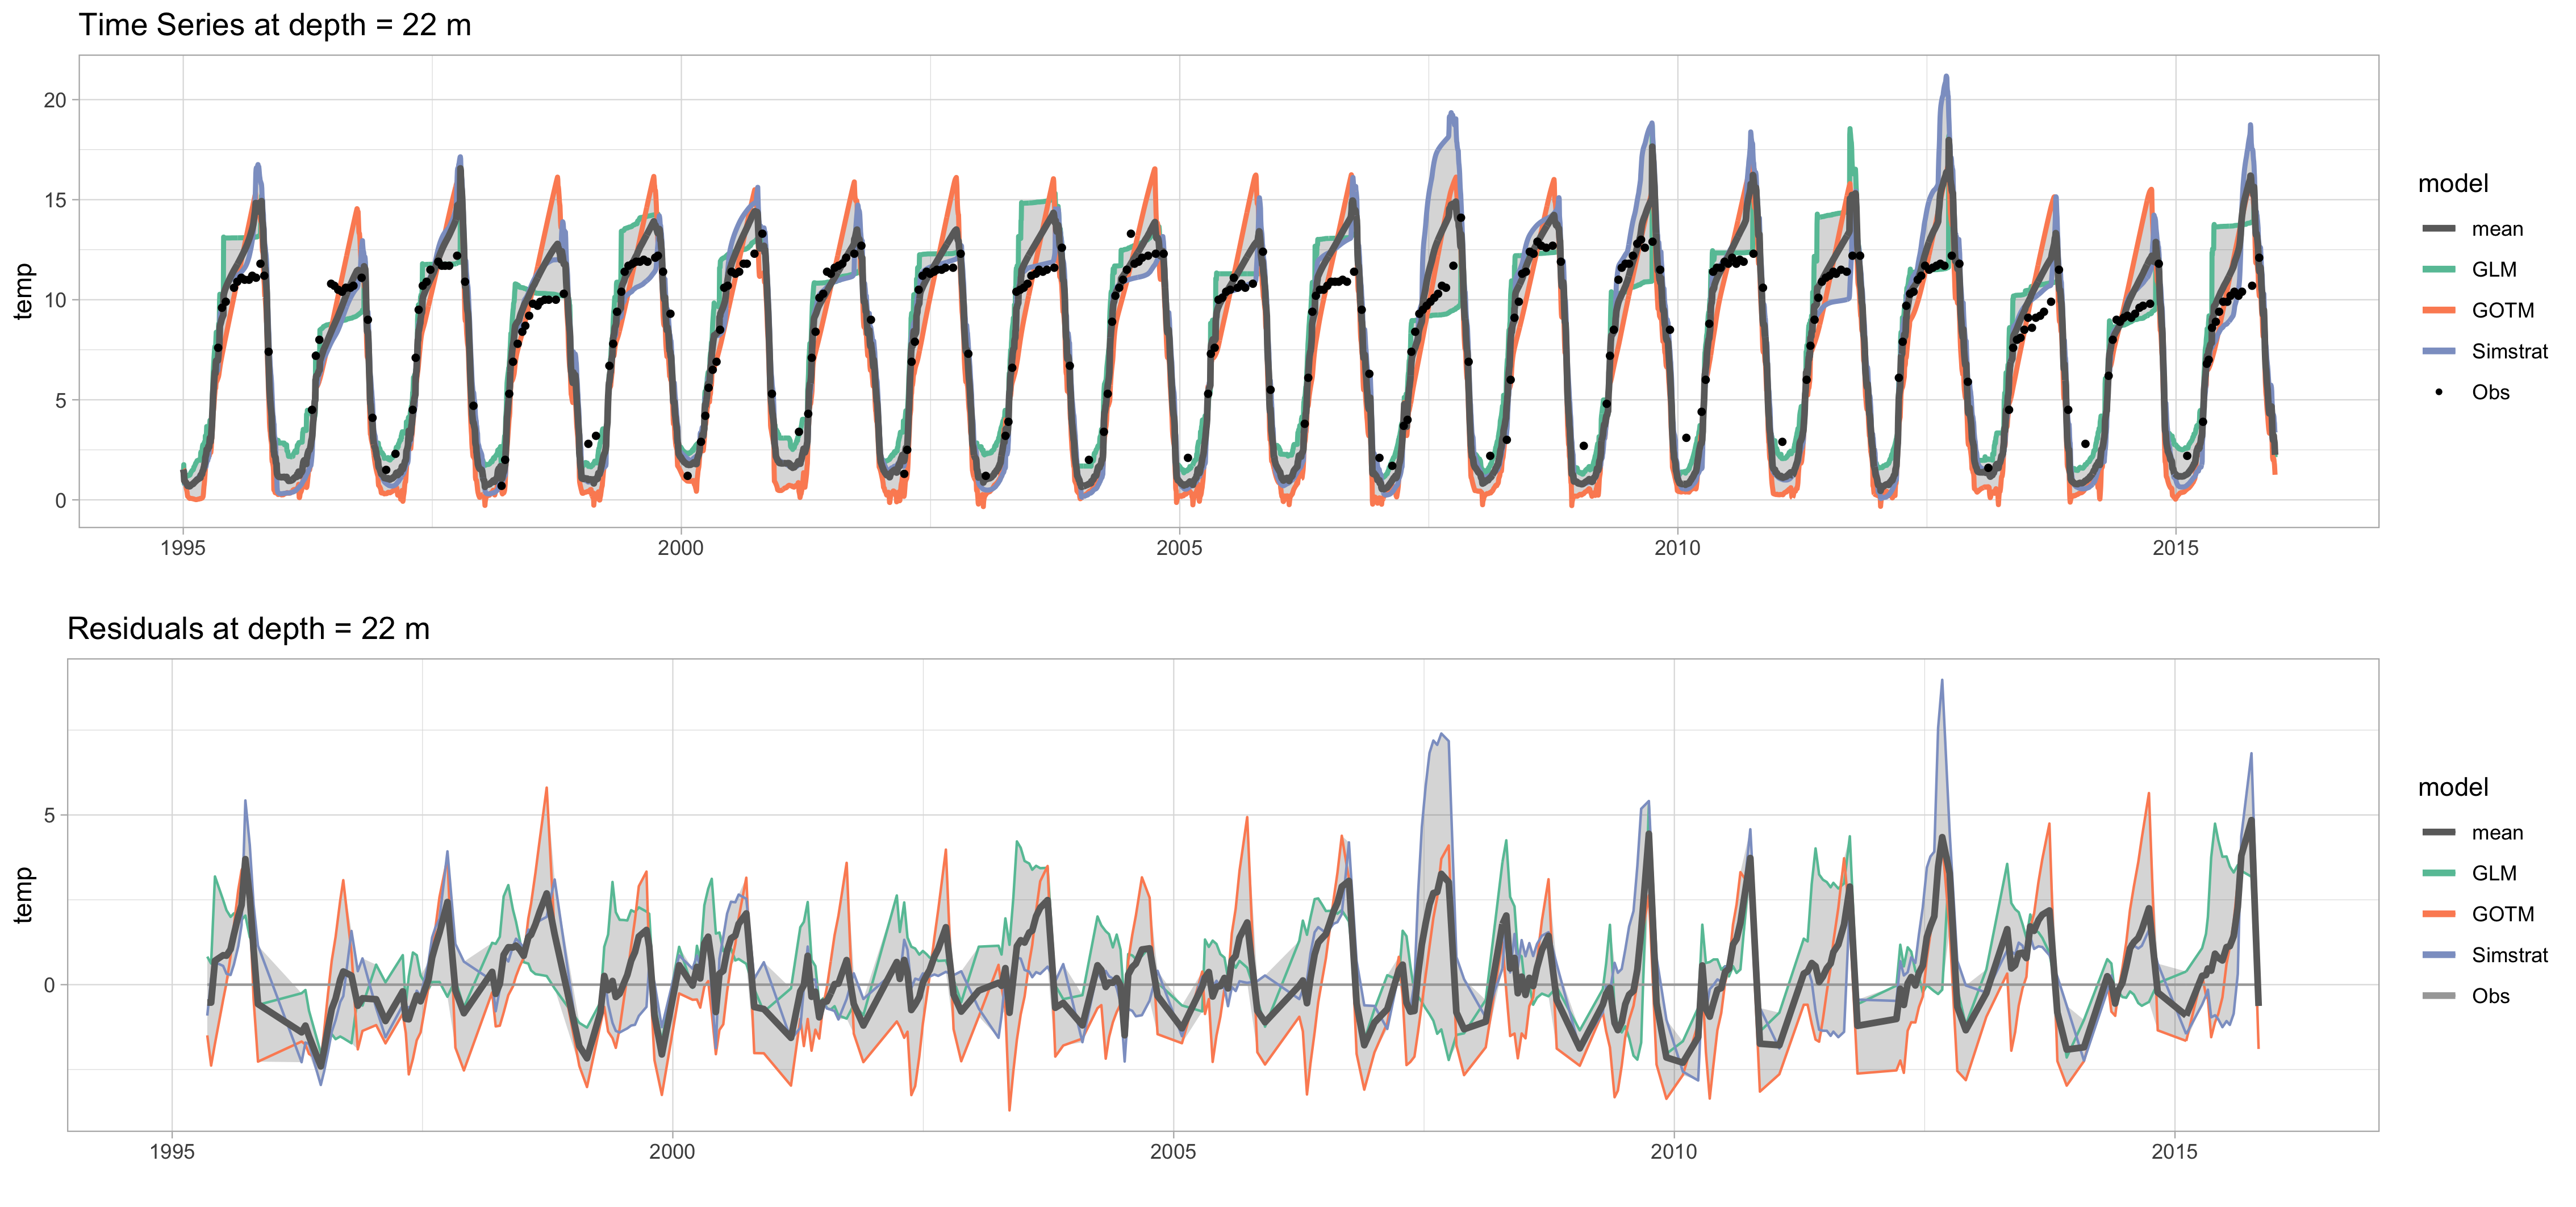 Time Series at depth = 22 m
temp
20
15
10
5
0
1995
2000
2005
2010
2015
model
mean
GLM
GOTM
Simstrat
Obs
Residuals at depth = 22 m
temp
5
0
1995
2000
2005
2010
2015
model
mean
GLM
GOTM
Simstrat
Obs